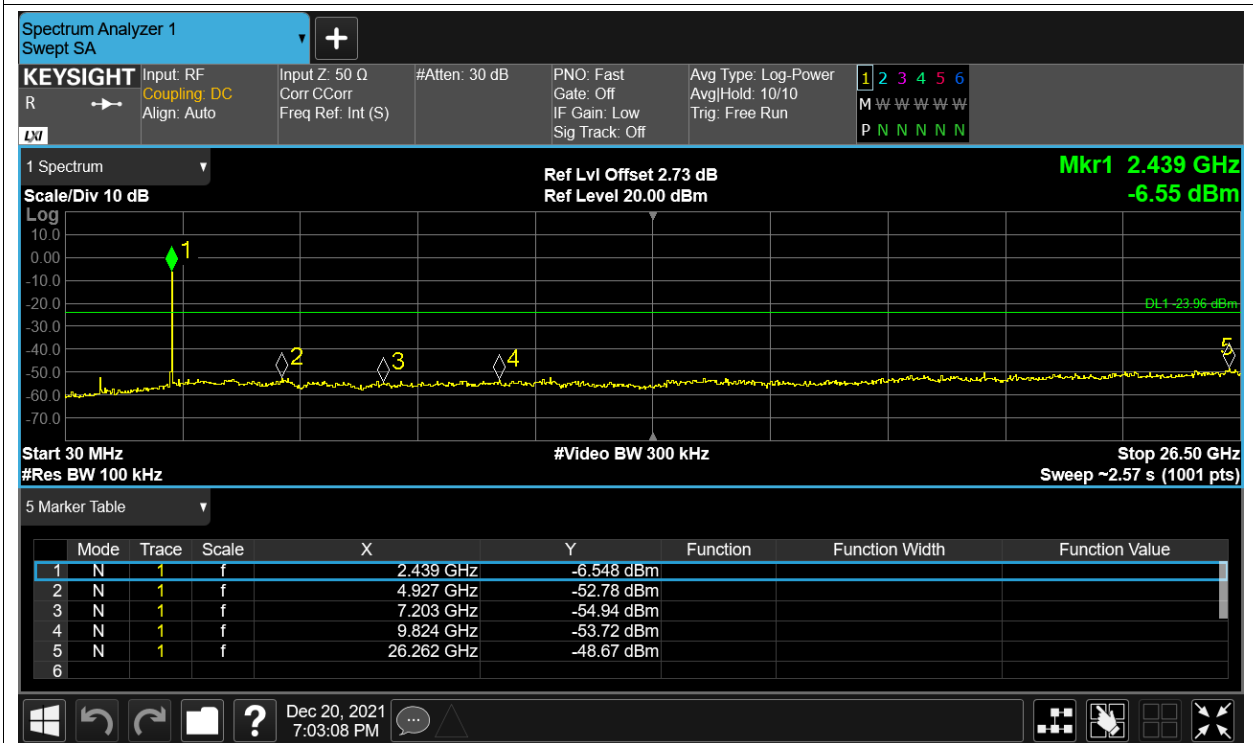 Spectrum Analyzer 1
Swept SA
+
KEYSIGHT Input: RF Input Z: 50 Ω #Atten: 30 dB PNO: Fast Avg Type: Log-Power 1 2 3 4 5 6
R Coupling: DC Corr CCorr Gate: Off Avg|Hold: 10/10 M W W W W W
Align: Auto Freq Ref: Int (S) IF Gain: Low Trig: Free Run
LXI Sig Track: Off P N N N N N
1 Spectrum Ref Lvl Offset 2.73 dB Mkr1 2.439 GHz
Scale/Div 10 dB Ref Level 20.00 dBm -6.55 dBm
Log
10.0
1
0.00
-10.0
-20.0 DL1 -23.96 dBm
-30.0
-40.0
2 3 4 5
-50.0
-60.0
-70.0
Start 30 MHz #Video BW 300 kHz Stop 26.50 GHz
#Res BW 100 kHz Sweep ~2.57 s (1001 pts)
5 Marker Table
Mode Trace Scale X Y Function Function Width Function Value
1 N 1 f 2.439 GHz -6.548 dBm
2 N 1 f 4.927 GHz -52.78 dBm
3 N 1 f 7.203 GHz -54.94 dBm
4 N 1 f 9.824 GHz -53.72 dBm
5 N 1 f 26.262 GHz -48.67 dBm
6
? Dec 20, 2021
7:03:08 PM